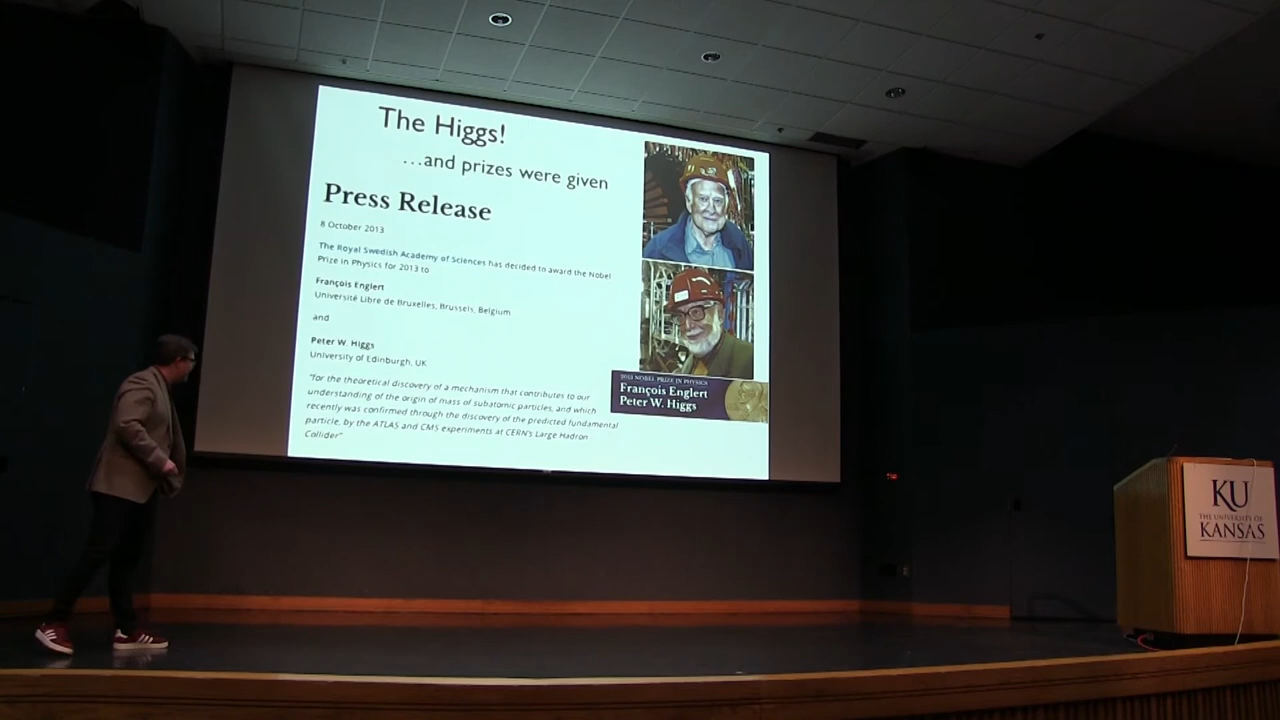 The Higgs!
…and prizes were given
Press Release
8 October 2013
The Royal Swedish Academy of Sciences has decided to award the Nobel
Prize in Physics for 2013 to
François Englert
Université Libre de Bruxelles, Brussels, Belgium
and
Peter W. Higgs
University of Edinburgh, UK
"for the theoretical discovery of a mechanism that contributes to our
understanding of the origin of mass of subatomic particles, and which
recently was confirmed through the discovery of the predicted fundamental
particle, by the ATLAS and CMS experiments at CERN's Large Hadron
Collider"
2013 NOBEL PRIZE IN PHYSICS
François Englert
Peter W. Higgs
KU
THE UNIVERSITY OF
KANSAS